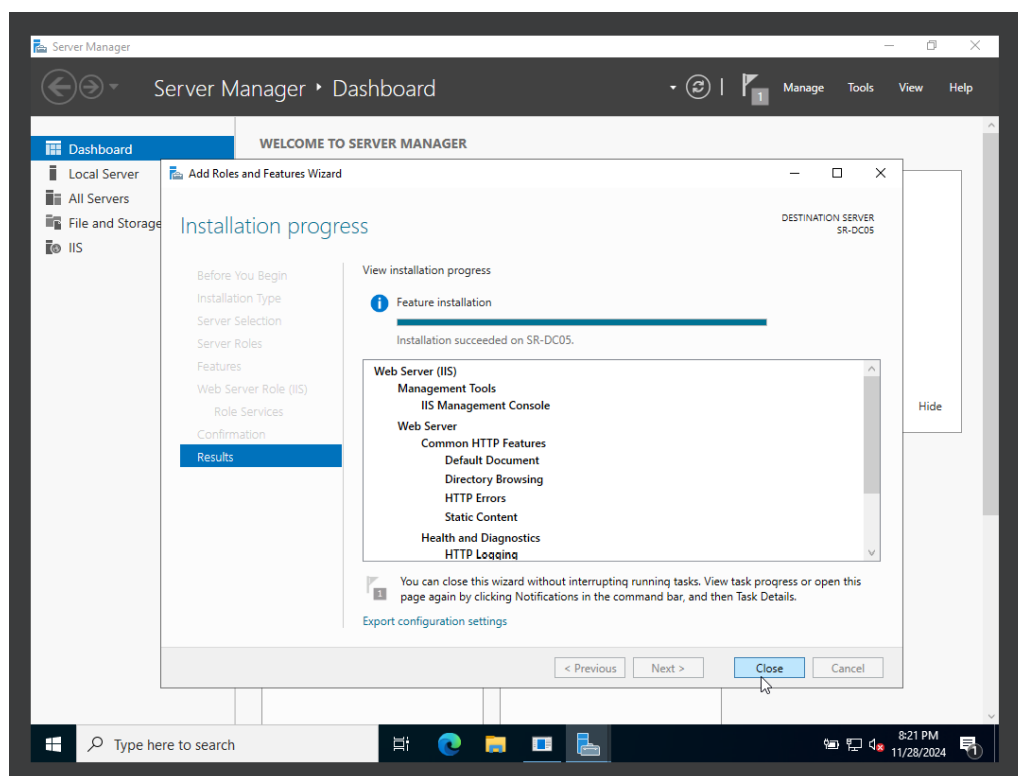 Server Manager
Server Manager • Dashboard
1
Manage
Tools
View
Help
Dashboard
Local Server
All Servers
File and Storage
IIS
WELCOME TO SERVER MANAGER
Add Roles and Features Wizard
Installation progress
DESTINATION SERVER
SR-DC05
Before You Begin
Installation Type
Server Selection
Server Roles
Features
Web Server Role (IIS)
Role Services
Confirmation
Results
View installation progress
Feature installation
Installation succeeded on SR-DC05.
Web Server (IIS)
Management Tools
IIS Management Console
Web Server
Common HTTP Features
Default Document
Directory Browsing
HTTP Errors
Static Content
Health and Diagnostics
HTTP Logging
1
You can close this wizard without interrupting running tasks. View task progress or open this
page again by clicking Notifications in the command bar, and then Task Details.
Export configuration settings
< Previous
Next >
Close
Cancel
Hide
Type here to search
8:21 PM
11/28/2024
1